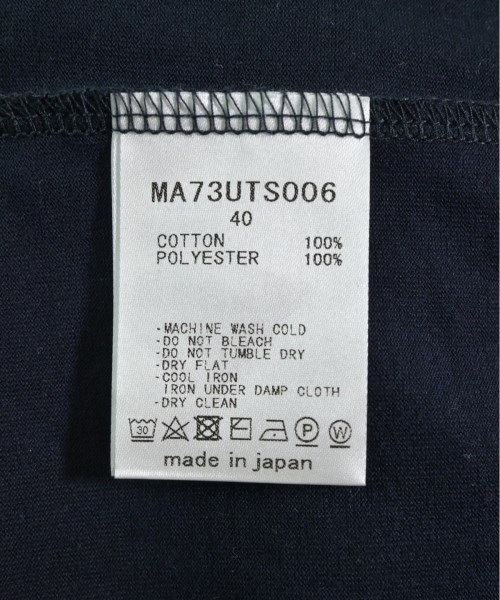 MA73UTS006
40
COTTON 100%
POLYESTER 100%
-MACHINE WASH COLD
-DO NOT BLEACH
-DO NOT TUMBLE DRY
-DRY FLAT
-COOL IRON
IRON UNDER DAMP CLOTH
-DRY CLEAN
30 P W
made in japan